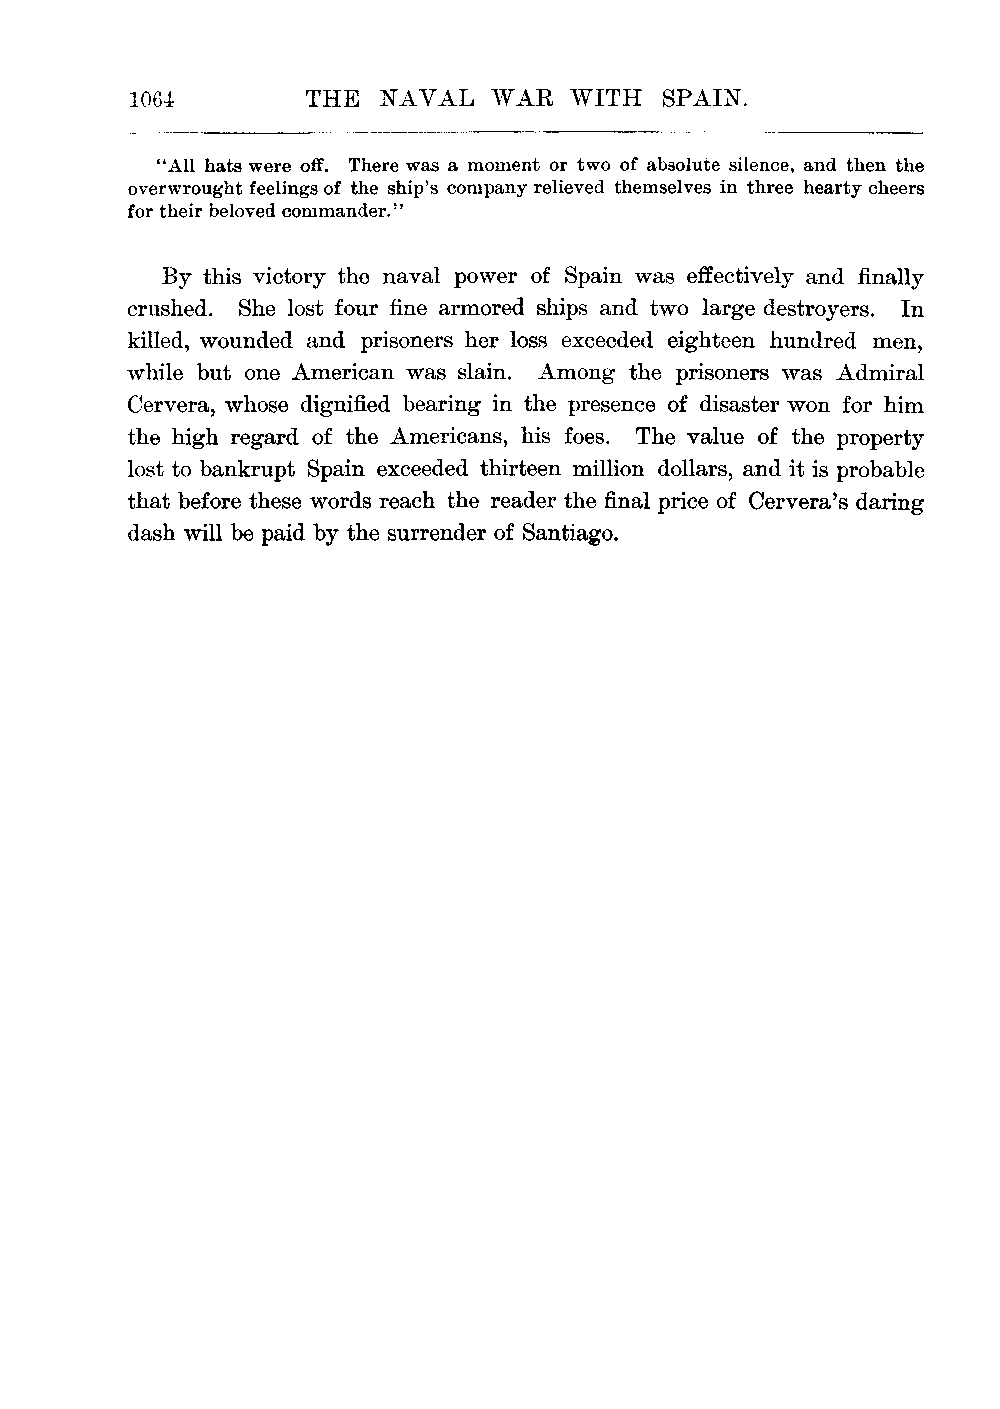 1064 THE NAVAL WAR WITH SPAIN.
"All hats were off. There was a moment or two of absolute silence, and then the
overwrought feelings of the ship's company relieved themselves in three hearty cheers
for their beloved commander."
By this victory the naval power of Spain was effectively and finally
crushed. She lost four fine armored ships and two large destroyers. In
killed, wounded and prisoners her loss exceeded eighteen hundred men,
while but one American was slain. Among the prisoners was Admiral
Cervera, whose dignified bearing in the presence of disaster won for him
the high regard of the Americans, his foes. The value of the property
lost to bankrupt Spain exceeded thirteen million dollars, and it is probable
that before these words reach the reader the final price of Cervera's daring
dash will be paid by the surrender of Santiago.